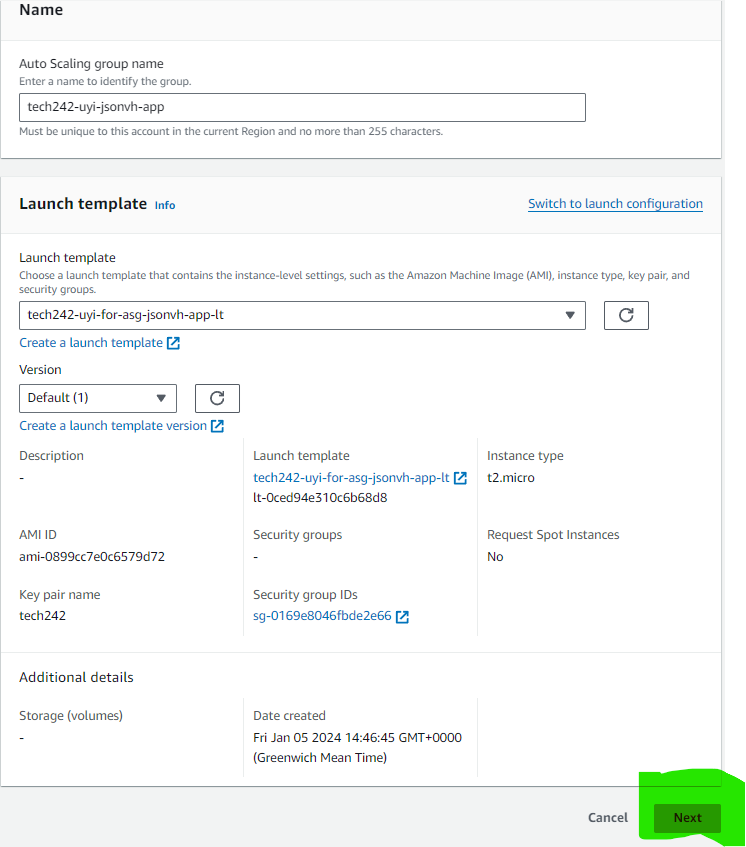 Name
Auto Scaling group name
Enter a name to identify the group.
tech242-uyi-jsonvh-app
Must be unique to this account in the current Region and no more than 255 characters.
Launch template Info
Switch to launch configuration
Launch template
Choose a launch template that contains the instance-level settings, such as the Amazon Machine Image (AMI), instance type, key pair, and
security groups.
tech242-uyi-for-asg-jsonvh-app-lt
Create a launch template
Version
Default (1)
Create a launch template version
Description
-
Launch template
tech242-uyi-for-asg-jsonvh-app-lt
lt-0ced94e310c6b68d8
Instance type
t2.micro
AMI ID
ami-0899cc7e0c6579d72
Security groups
-
Request Spot Instances
No
Key pair name
tech242
Security group IDs
sg-0169e8046fbde2e66
Additional details
Storage (volumes)
-
Date created
Fri Jan 05 2024 14:46:45 GMT+0000
(Greenwich Mean Time)
Cancel
Next